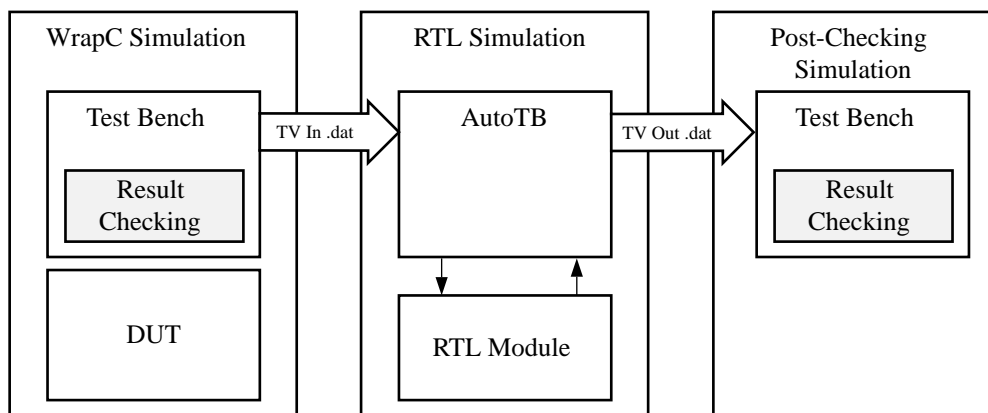 WrapC Simulation
Test Bench
Result
Checking
DUT
TV In .dat
RTL Simulation
AutoTB
RTL Module
TV Out .dat
Post-Checking
Simulation
Test Bench
Result
Checking